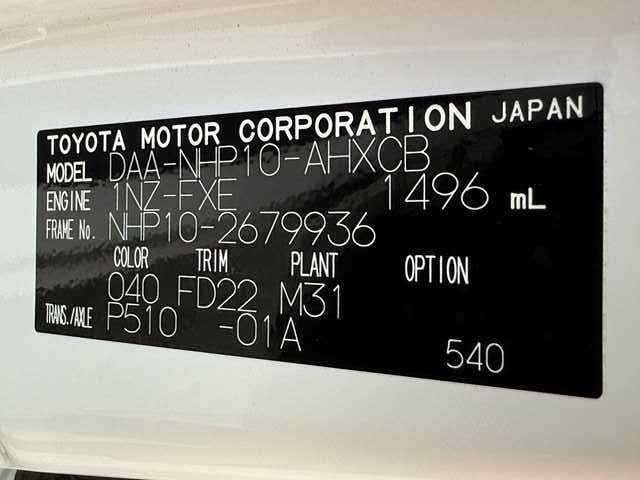 TOYOTA MOTOR CORPORATION JAPAN
MODEL DAA-NHP10-AHXCB
ENGINE 1NZ-FXE 1496 mL
FRAME No. NHP10-2679936
COLOR TRIM PLANT OPTION
040 FD22 M31
TRANS./AXLE P510 -01A
540